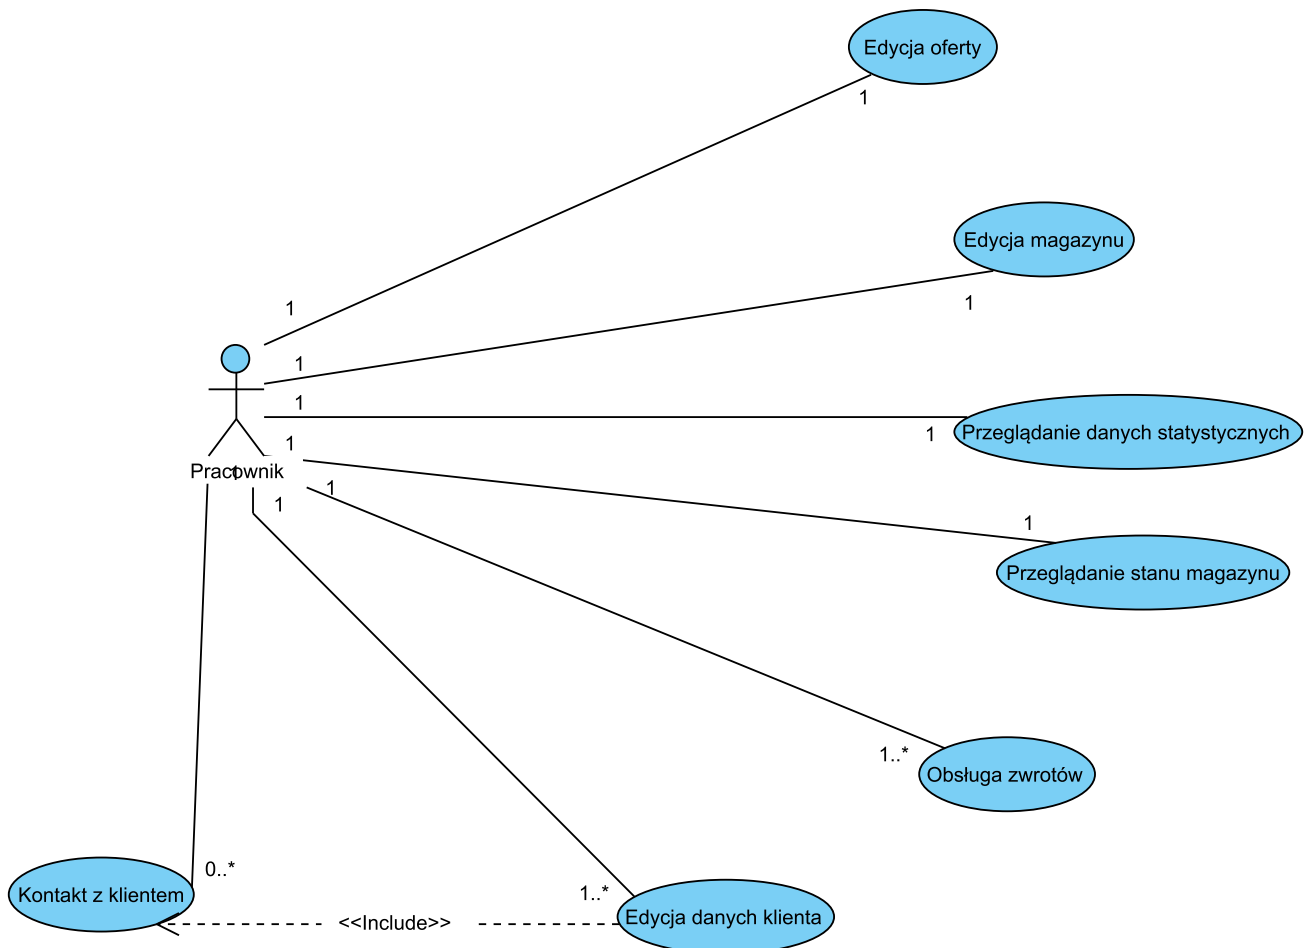 Edycja oferty
1
Edycja magazynu
1
1
1
1
Przeglądanie danych statystycznych
1
1
Pracownik
1
1
1
1
Przeglądanie stanu magazynu
1..*
Obsługa zwrotów
0..*
Kontakt z klientem
1..*
Edycja danych klienta
<<Include>>